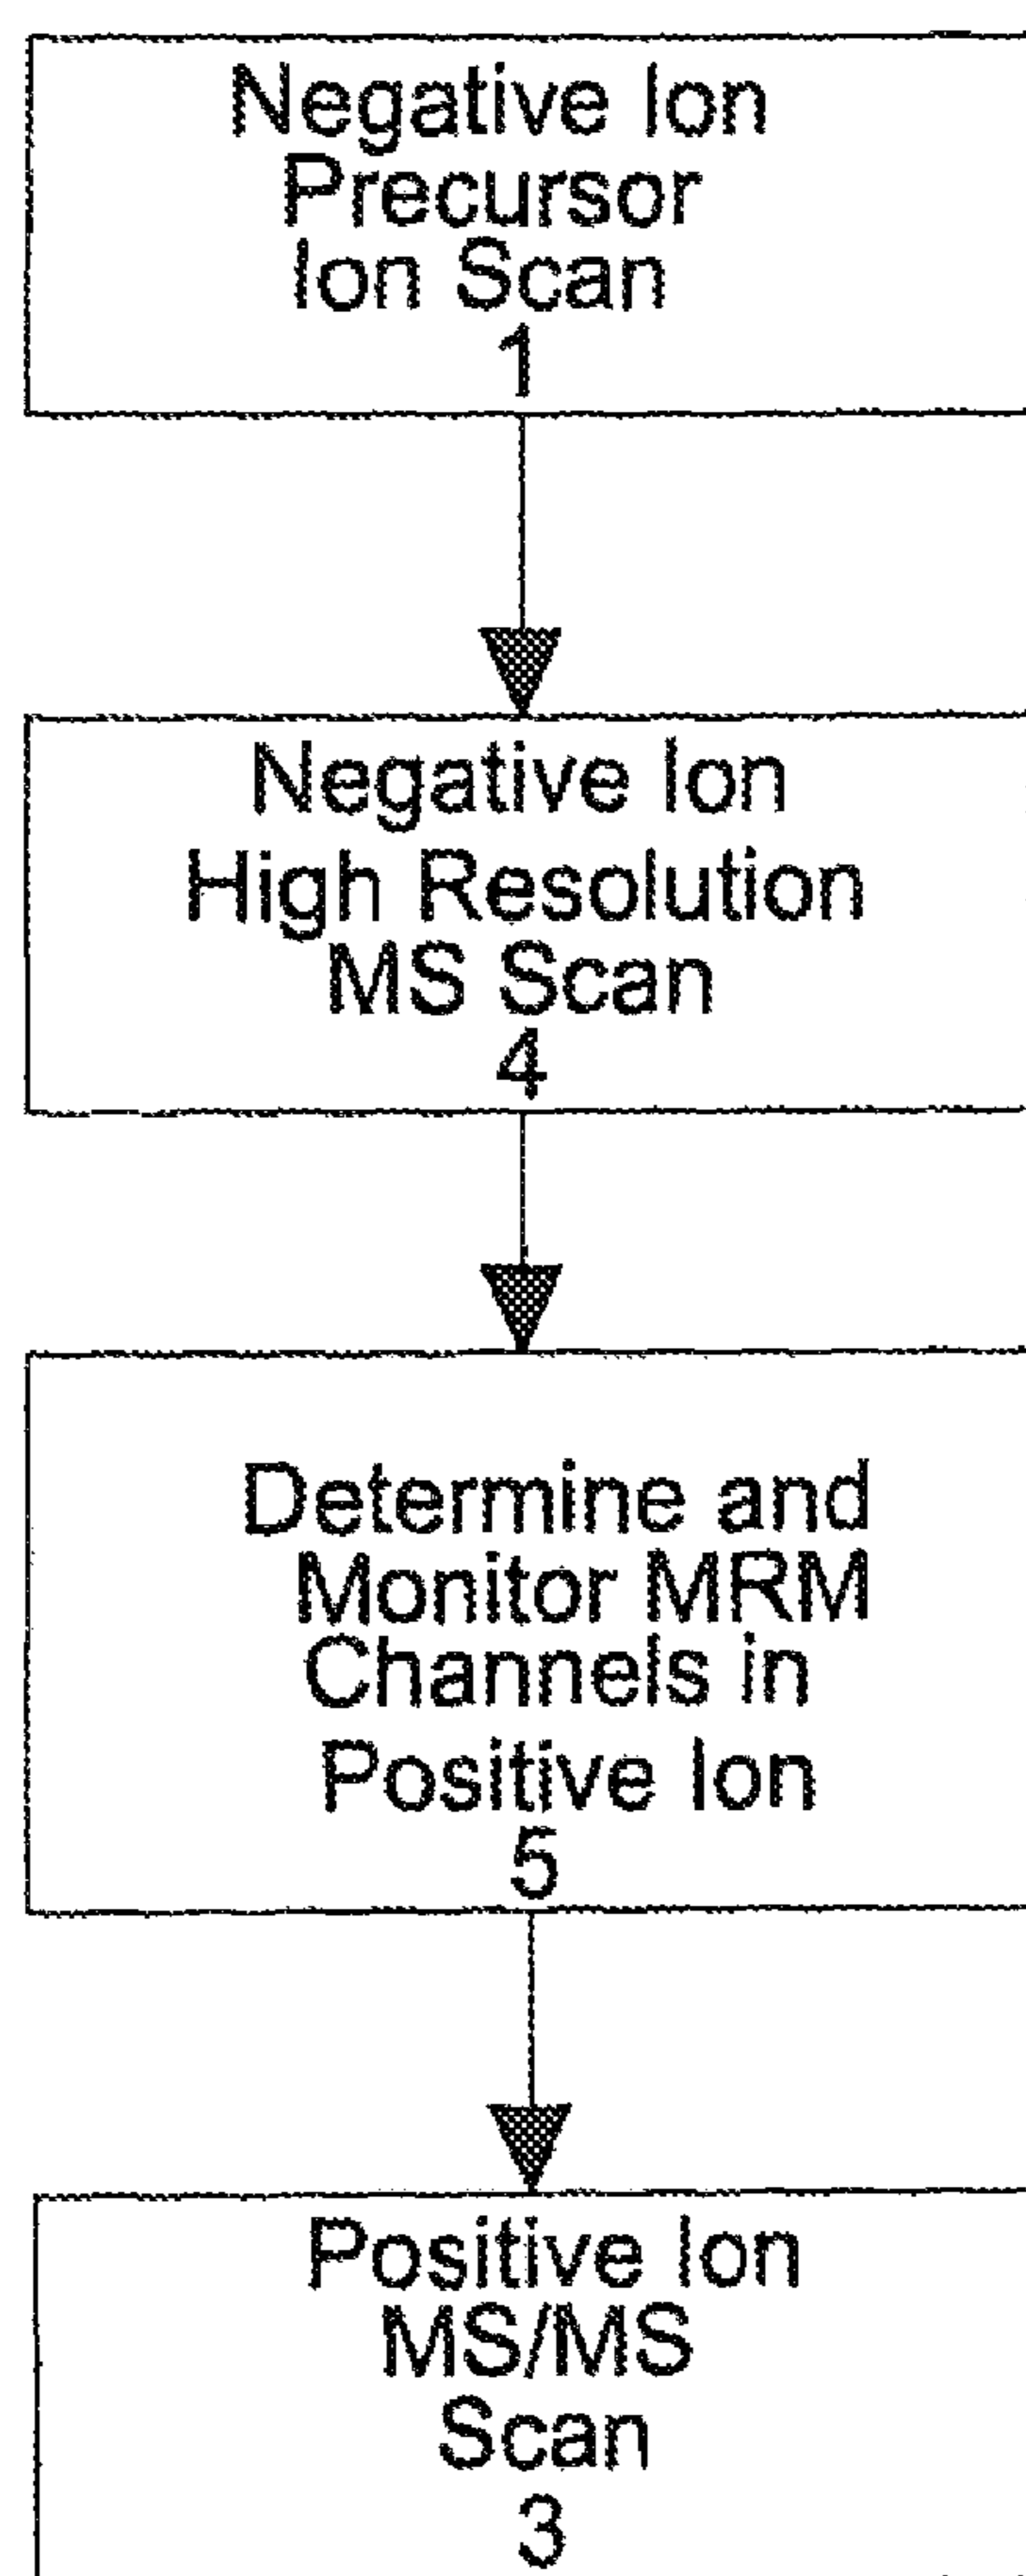 Negative Ion
Precursor
Ion Scan
1
Negative Ion
High Resolution
MS Scan
4
Determine and
Monitor MRM
Channels in
Positive Ion
5
Positive Ion
MS/MS
Scan
3